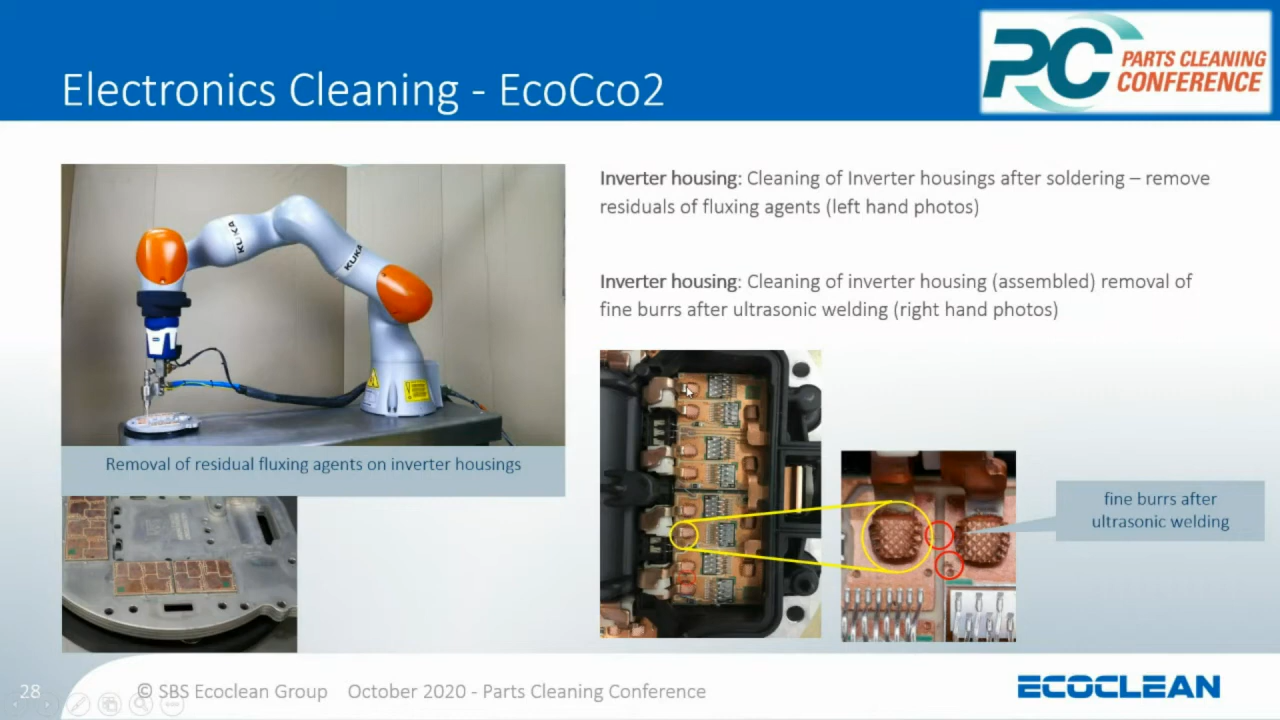 PC PARTS CLEANING
CONFERENCE
Electronics Cleaning - EcoCco2
Inverter housing: Cleaning of Inverter housings after soldering – remove
residuals of fluxing agents (left hand photos)
Inverter housing: Cleaning of inverter housing (assembled) removal of
fine burrs after ultrasonic welding (right hand photos)
KUKA
KUKA
Removal of residual fluxing agents on inverter housings
fine burrs after
ultrasonic welding
28
© SBS Ecoclean Group October 2020 - Parts Cleaning Conference
ECOCLEAN